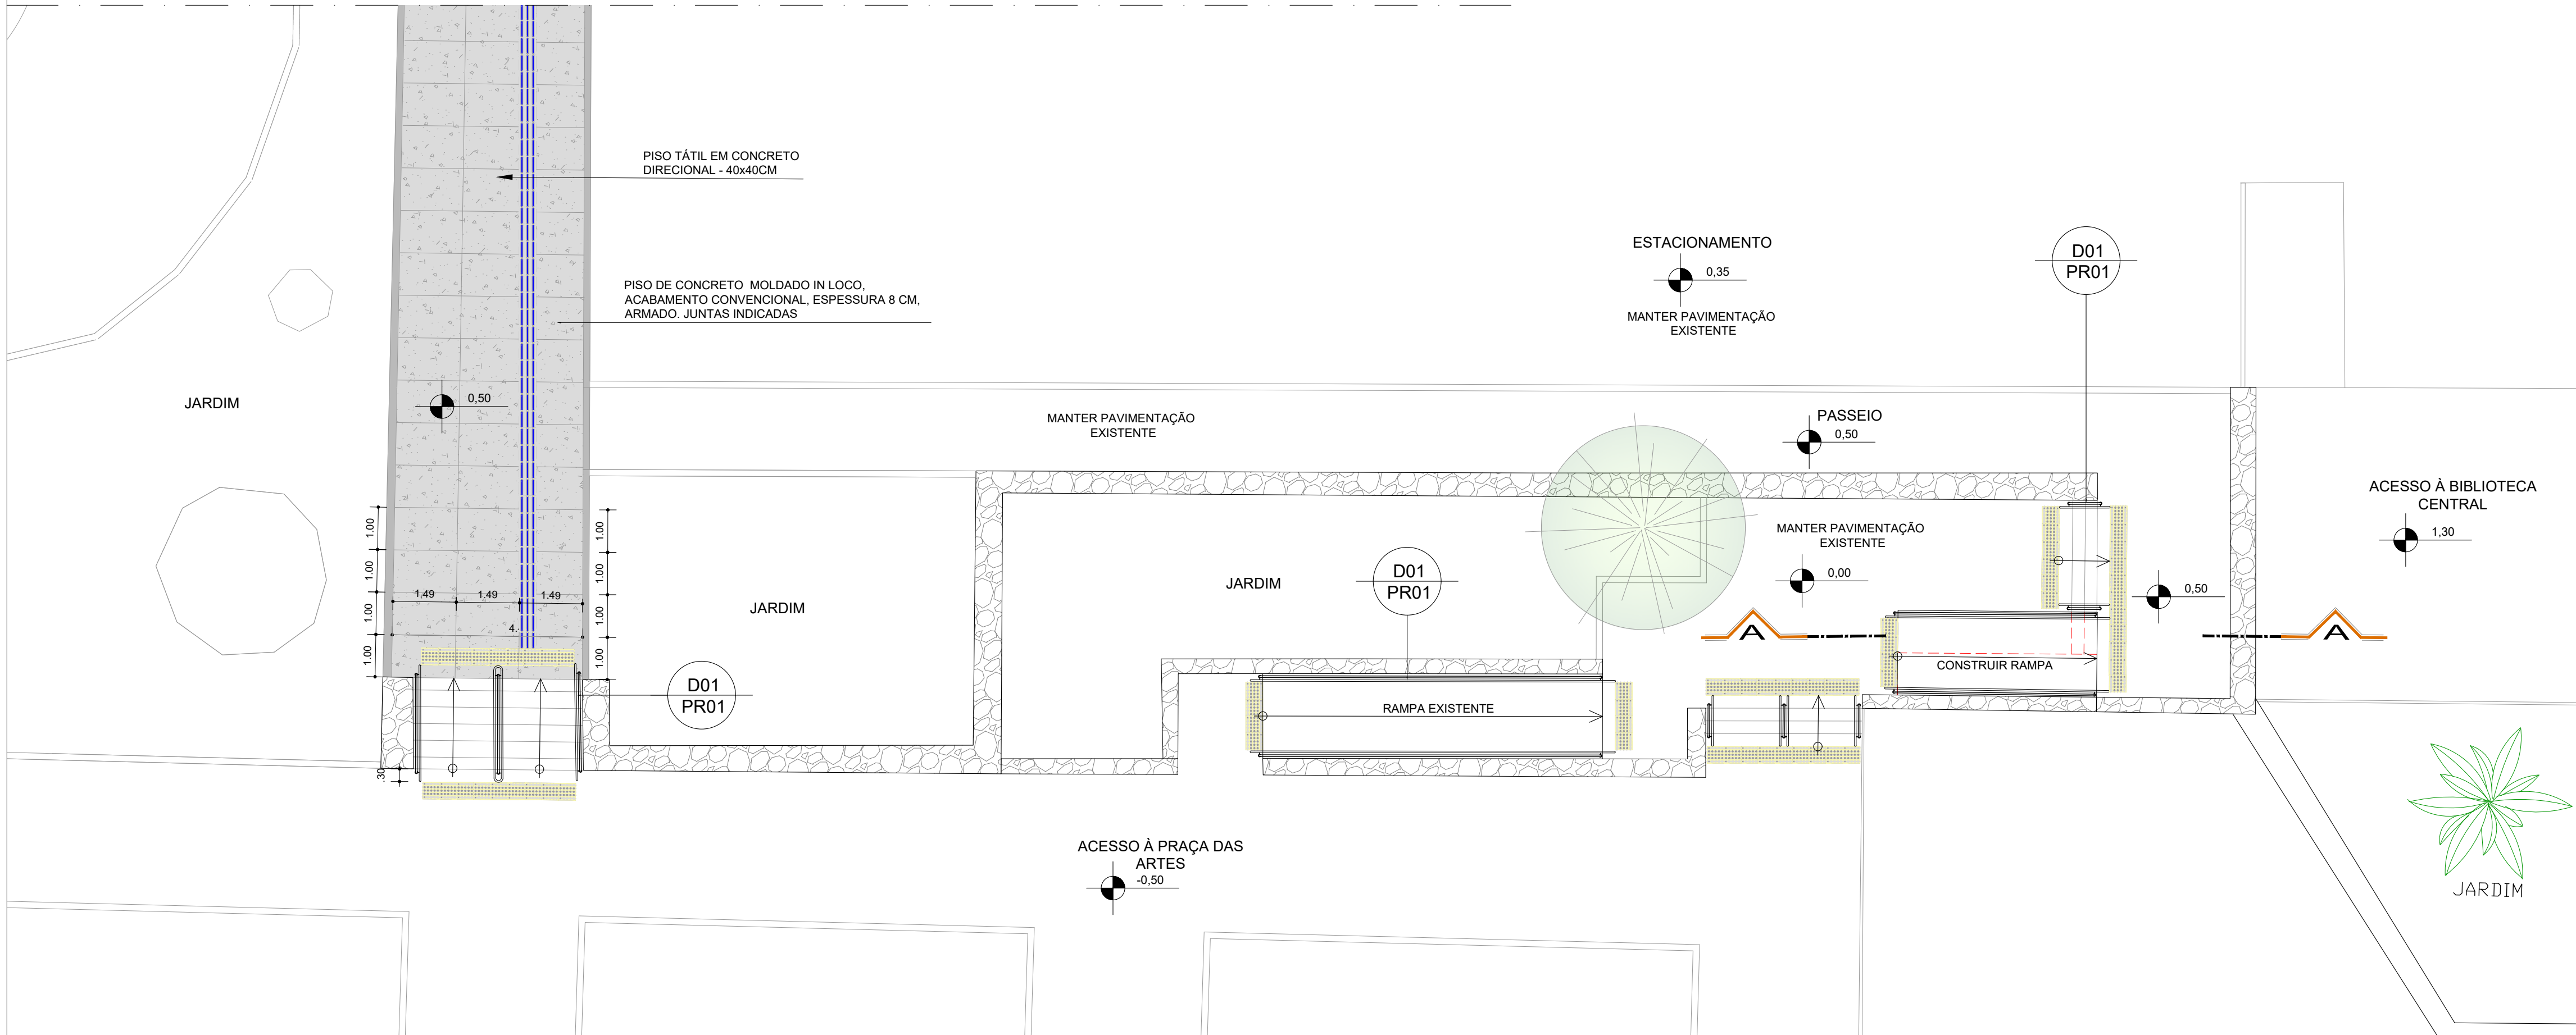 PISO TÁTIL EM CONCRETO
DIRECIONAL - 40x40CM
PISO DE CONCRETO MOLDADO IN LOCO,
ACABAMENTO CONVENCIONAL, ESPESSURA 8 CM,
ARMADO. JUNTAS INDICADAS
ESTACIONAMENTO
0,35
MANTER PAVIMENTAÇÃO
EXISTENTE
D01
PR01
JARDIM
0,50
MANTER PAVIMENTAÇÃO
EXISTENTE
PASSEIO
0,50
ACESSO À BIBLIOTECA
CENTRAL
1,30
MANTER PAVIMENTAÇÃO
EXISTENTE
0,00
0,50
1.00
1.00
1.00
1.00
1.00
1.00
1.00
1.00
1.49
1.49
1.49
4.
JARDIM
JARDIM
D01
PR01
A
A
CONSTRUIR RAMPA
D01
PR01
RAMPA EXISTENTE
.30
ACESSO À PRAÇA DAS
ARTES
-0,50
JARDIM